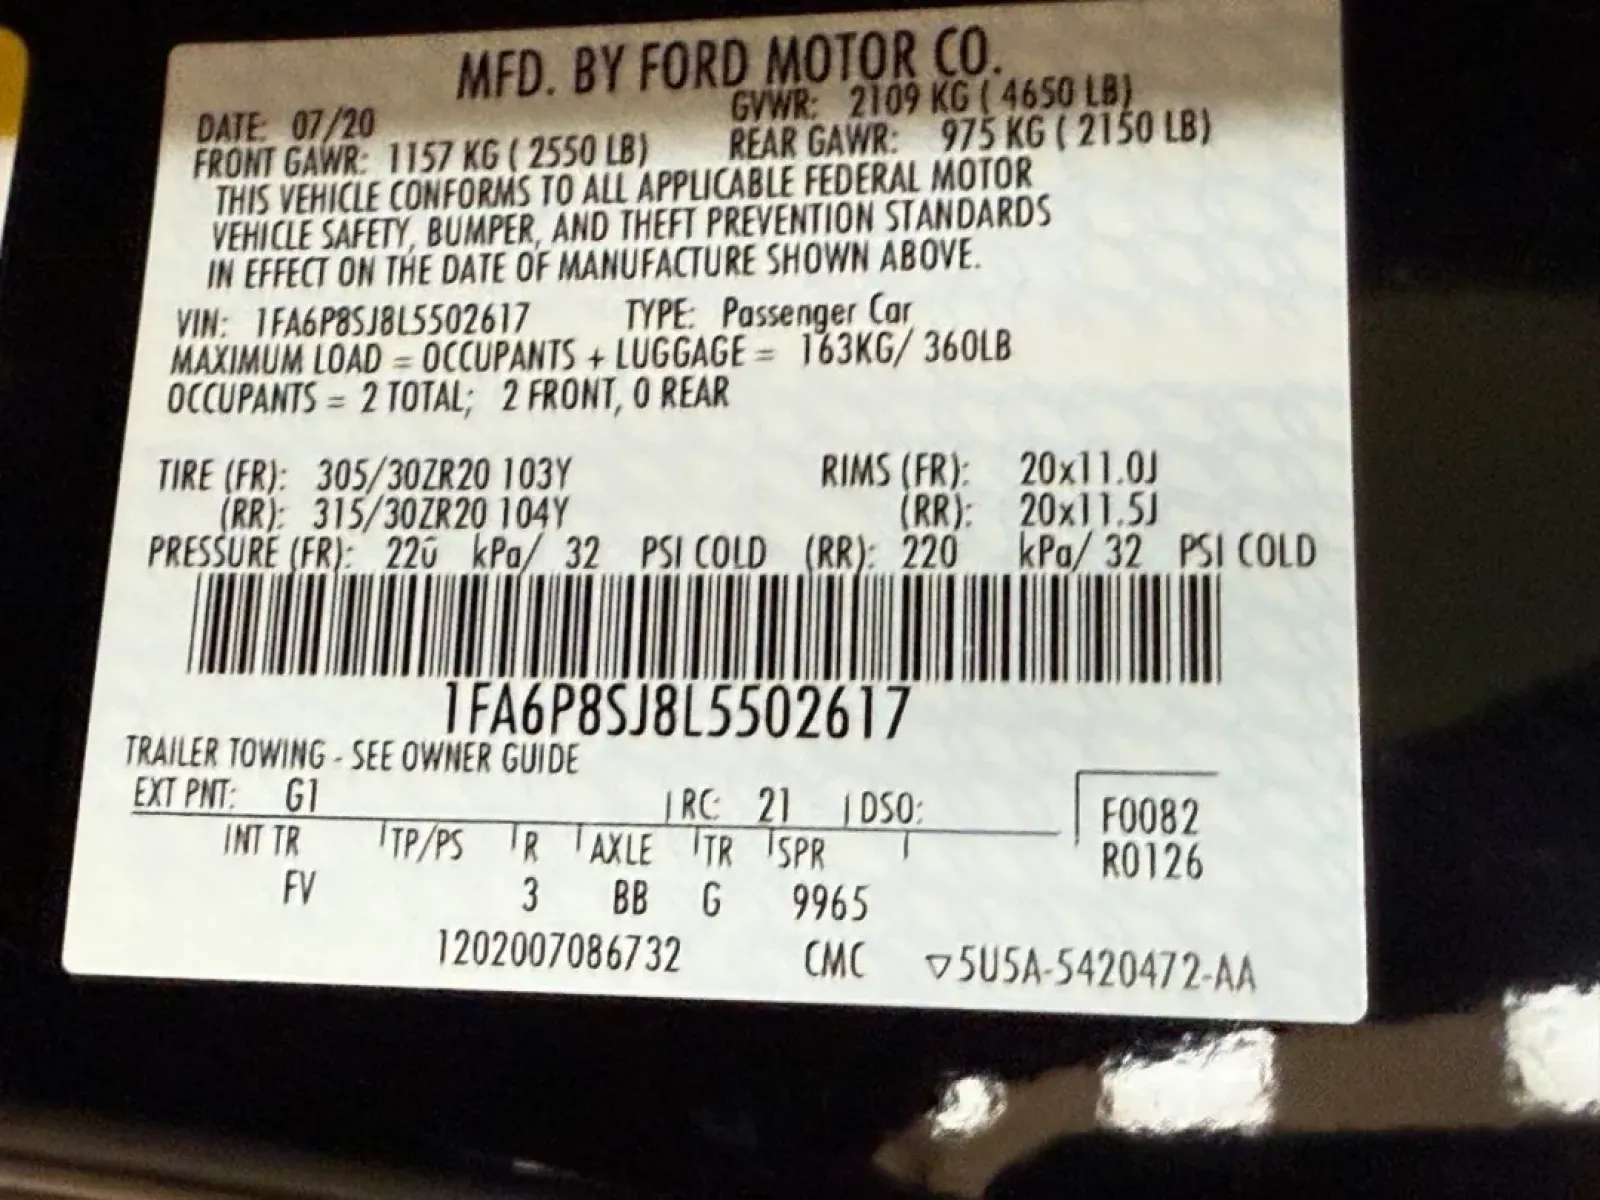 MFD. BY FORD MOTOR CO.
DATE: 07/20 GVWR: 2109 KG ( 4650 LB)
FRONT GAWR: 1157 KG ( 2550 LB) REAR GAWR: 975 KG ( 2150 LB)
THIS VEHICLE CONFORMS TO ALL APPLICABLE FEDERAL MOTOR
VEHICLE SAFETY, BUMPER, AND THEFT PREVENTION STANDARDS
IN EFFECT ON THE DATE OF MANUFACTURE SHOWN ABOVE.
VIN: 1FA6P8SJ8L5502617 TYPE: Passenger Car
MAXIMUM LOAD = OCCUPANTS + LUGGAGE = 163KG/ 360LB
OCCUPANTS = 2 TOTAL; 2 FRONT, 0 REAR
TIRE (FR): 305/30ZR20 103Y RIMS (FR): 20x11.0J
(RR): 315/30ZR20 104Y (RR): 20x11.5J
PRESSURE (FR): 220 kPa/ 32 PSI COLD (RR): 220 kPa/ 32 PSI COLD
1FA6P8SJ8L5502617
TRAILER TOWING - SEE OWNER GUIDE
EXT PNT: G1 RC: 21 DSO: F0082
INT TR TP/PS R AXLE TR SPR R0126
FV 3 BB G 9965
1202007086732 CMC ▽5U5A-5420472-AA